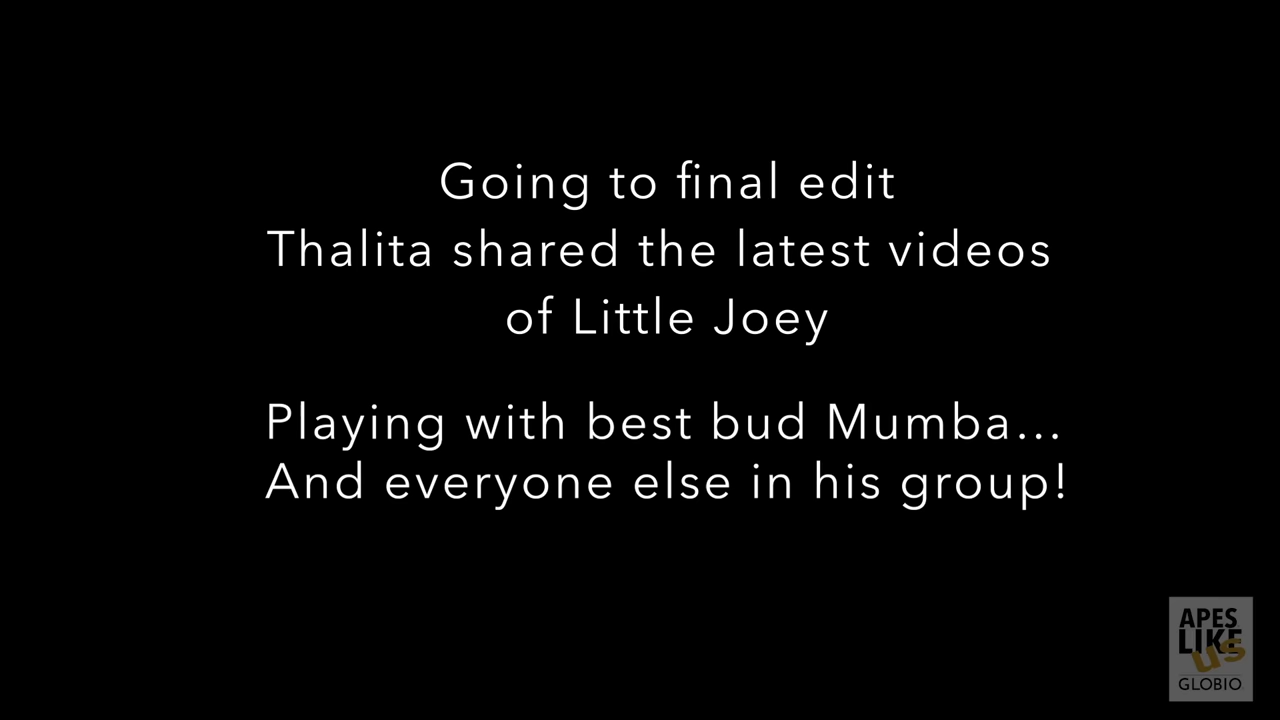 Going to final edit
Thalita shared the latest videos
of Little Joey
Playing with best bud Mumba...
And everyone else in his group!
APES
LIKE
us
GLOBIO